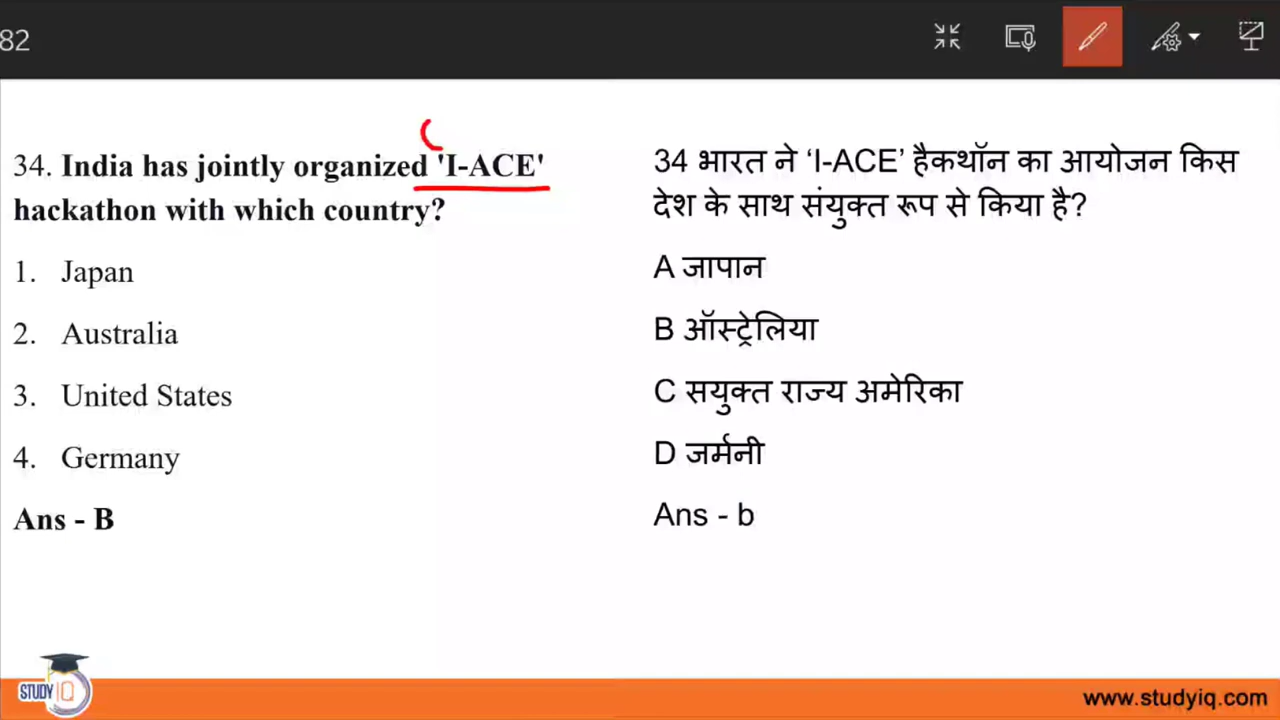 82
34. India has jointly organized 'I-ACE'
hackathon with which country?
1. Japan
2. Australia
3. United States
4. Germany
Ans - B
34 भारत ने ‘I-ACE’ हैकथॉन का आयोजन किस
देश के साथ संयुक्त रूप से किया है?
A जापान
B ऑस्ट्रेलिया
C सयुक्त राज्य अमेरिका
D जर्मनी
Ans - b
STUDY IQ
www.studyiq.com